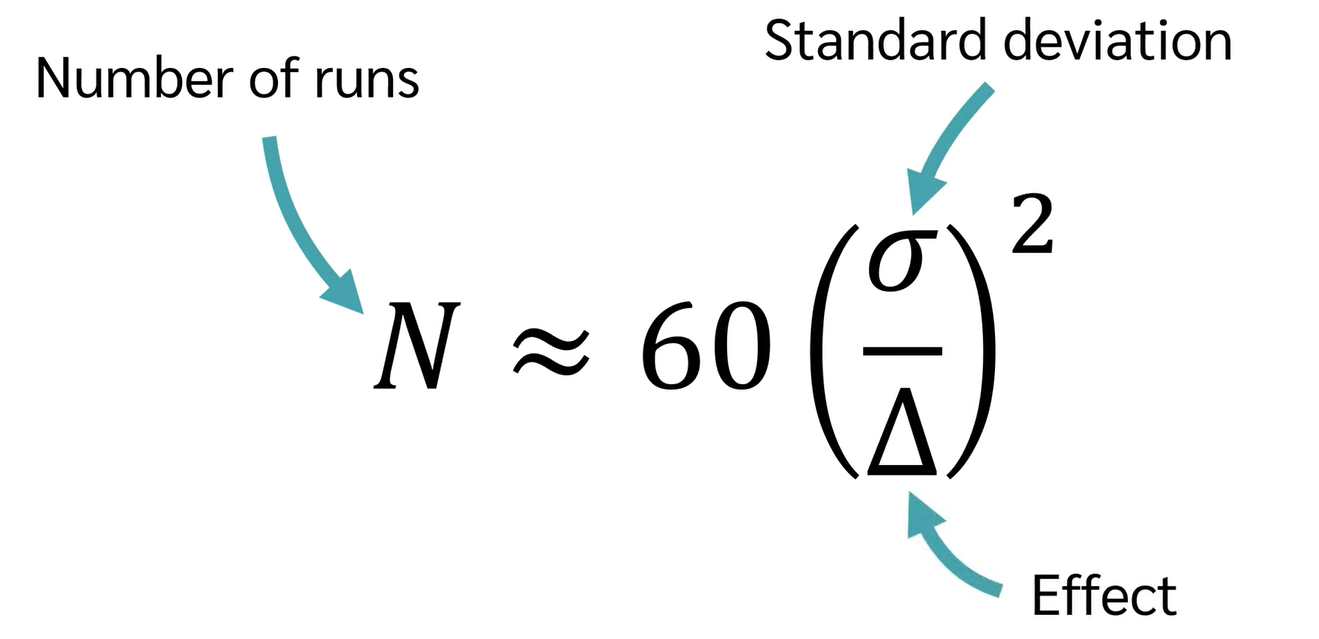 Standard deviation
Number of runs
N ≈ 60 (σ/Δ)²
Effect